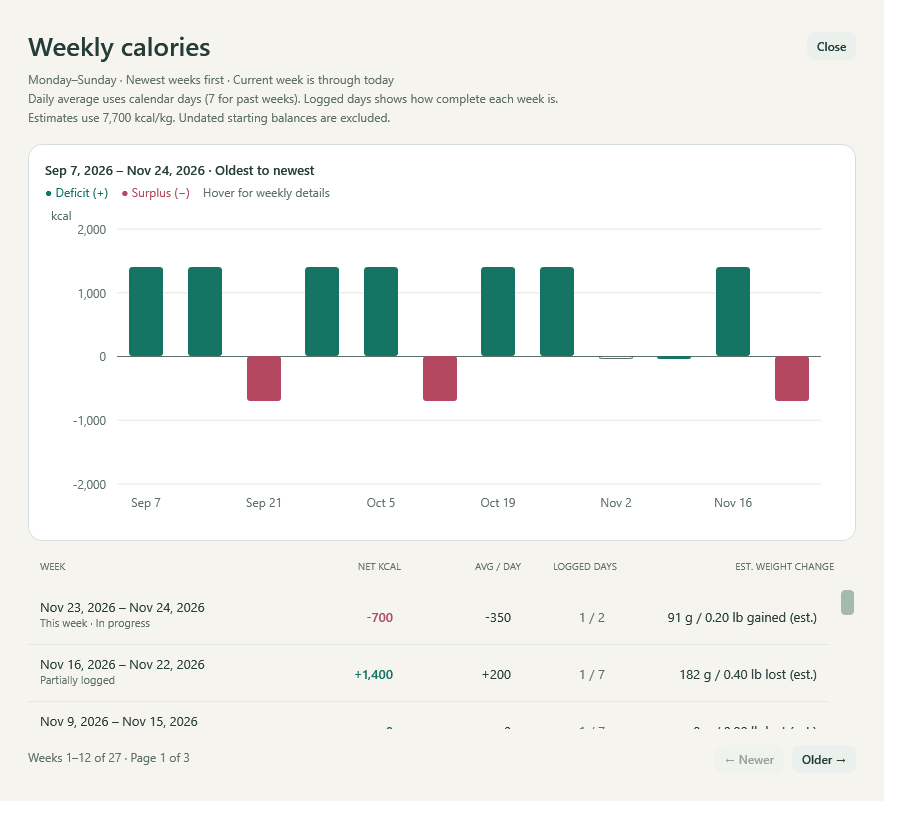 Weekly calories
Close
Monday–Sunday · Newest weeks first · Current week is through today
Daily average uses calendar days (7 for past weeks). Logged days shows how complete each week is.
Estimates use 7,700 kcal/kg. Undated starting balances are excluded.
Sep 7, 2026 – Nov 24, 2026 · Oldest to newest
● Deficit (+) ● Surplus (−) Hover for weekly details
kcal
2,000
1,000
0
-1,000
-2,000
Sep 7 Sep 21 Oct 5 Oct 19 Nov 2 Nov 16
WEEK NET KCAL AVG / DAY LOGGED DAYS EST. WEIGHT CHANGE
Nov 23, 2026 – Nov 24, 2026
This week · In progress
-700 -350 1 / 2 91 g / 0.20 lb gained (est.)
Nov 16, 2026 – Nov 22, 2026
Partially logged
+1,400 +200 1 / 7 182 g / 0.40 lb lost (est.)
Nov 9, 2026 – Nov 15, 2026
Weeks 1–12 of 27 · Page 1 of 3
← Newer Older →